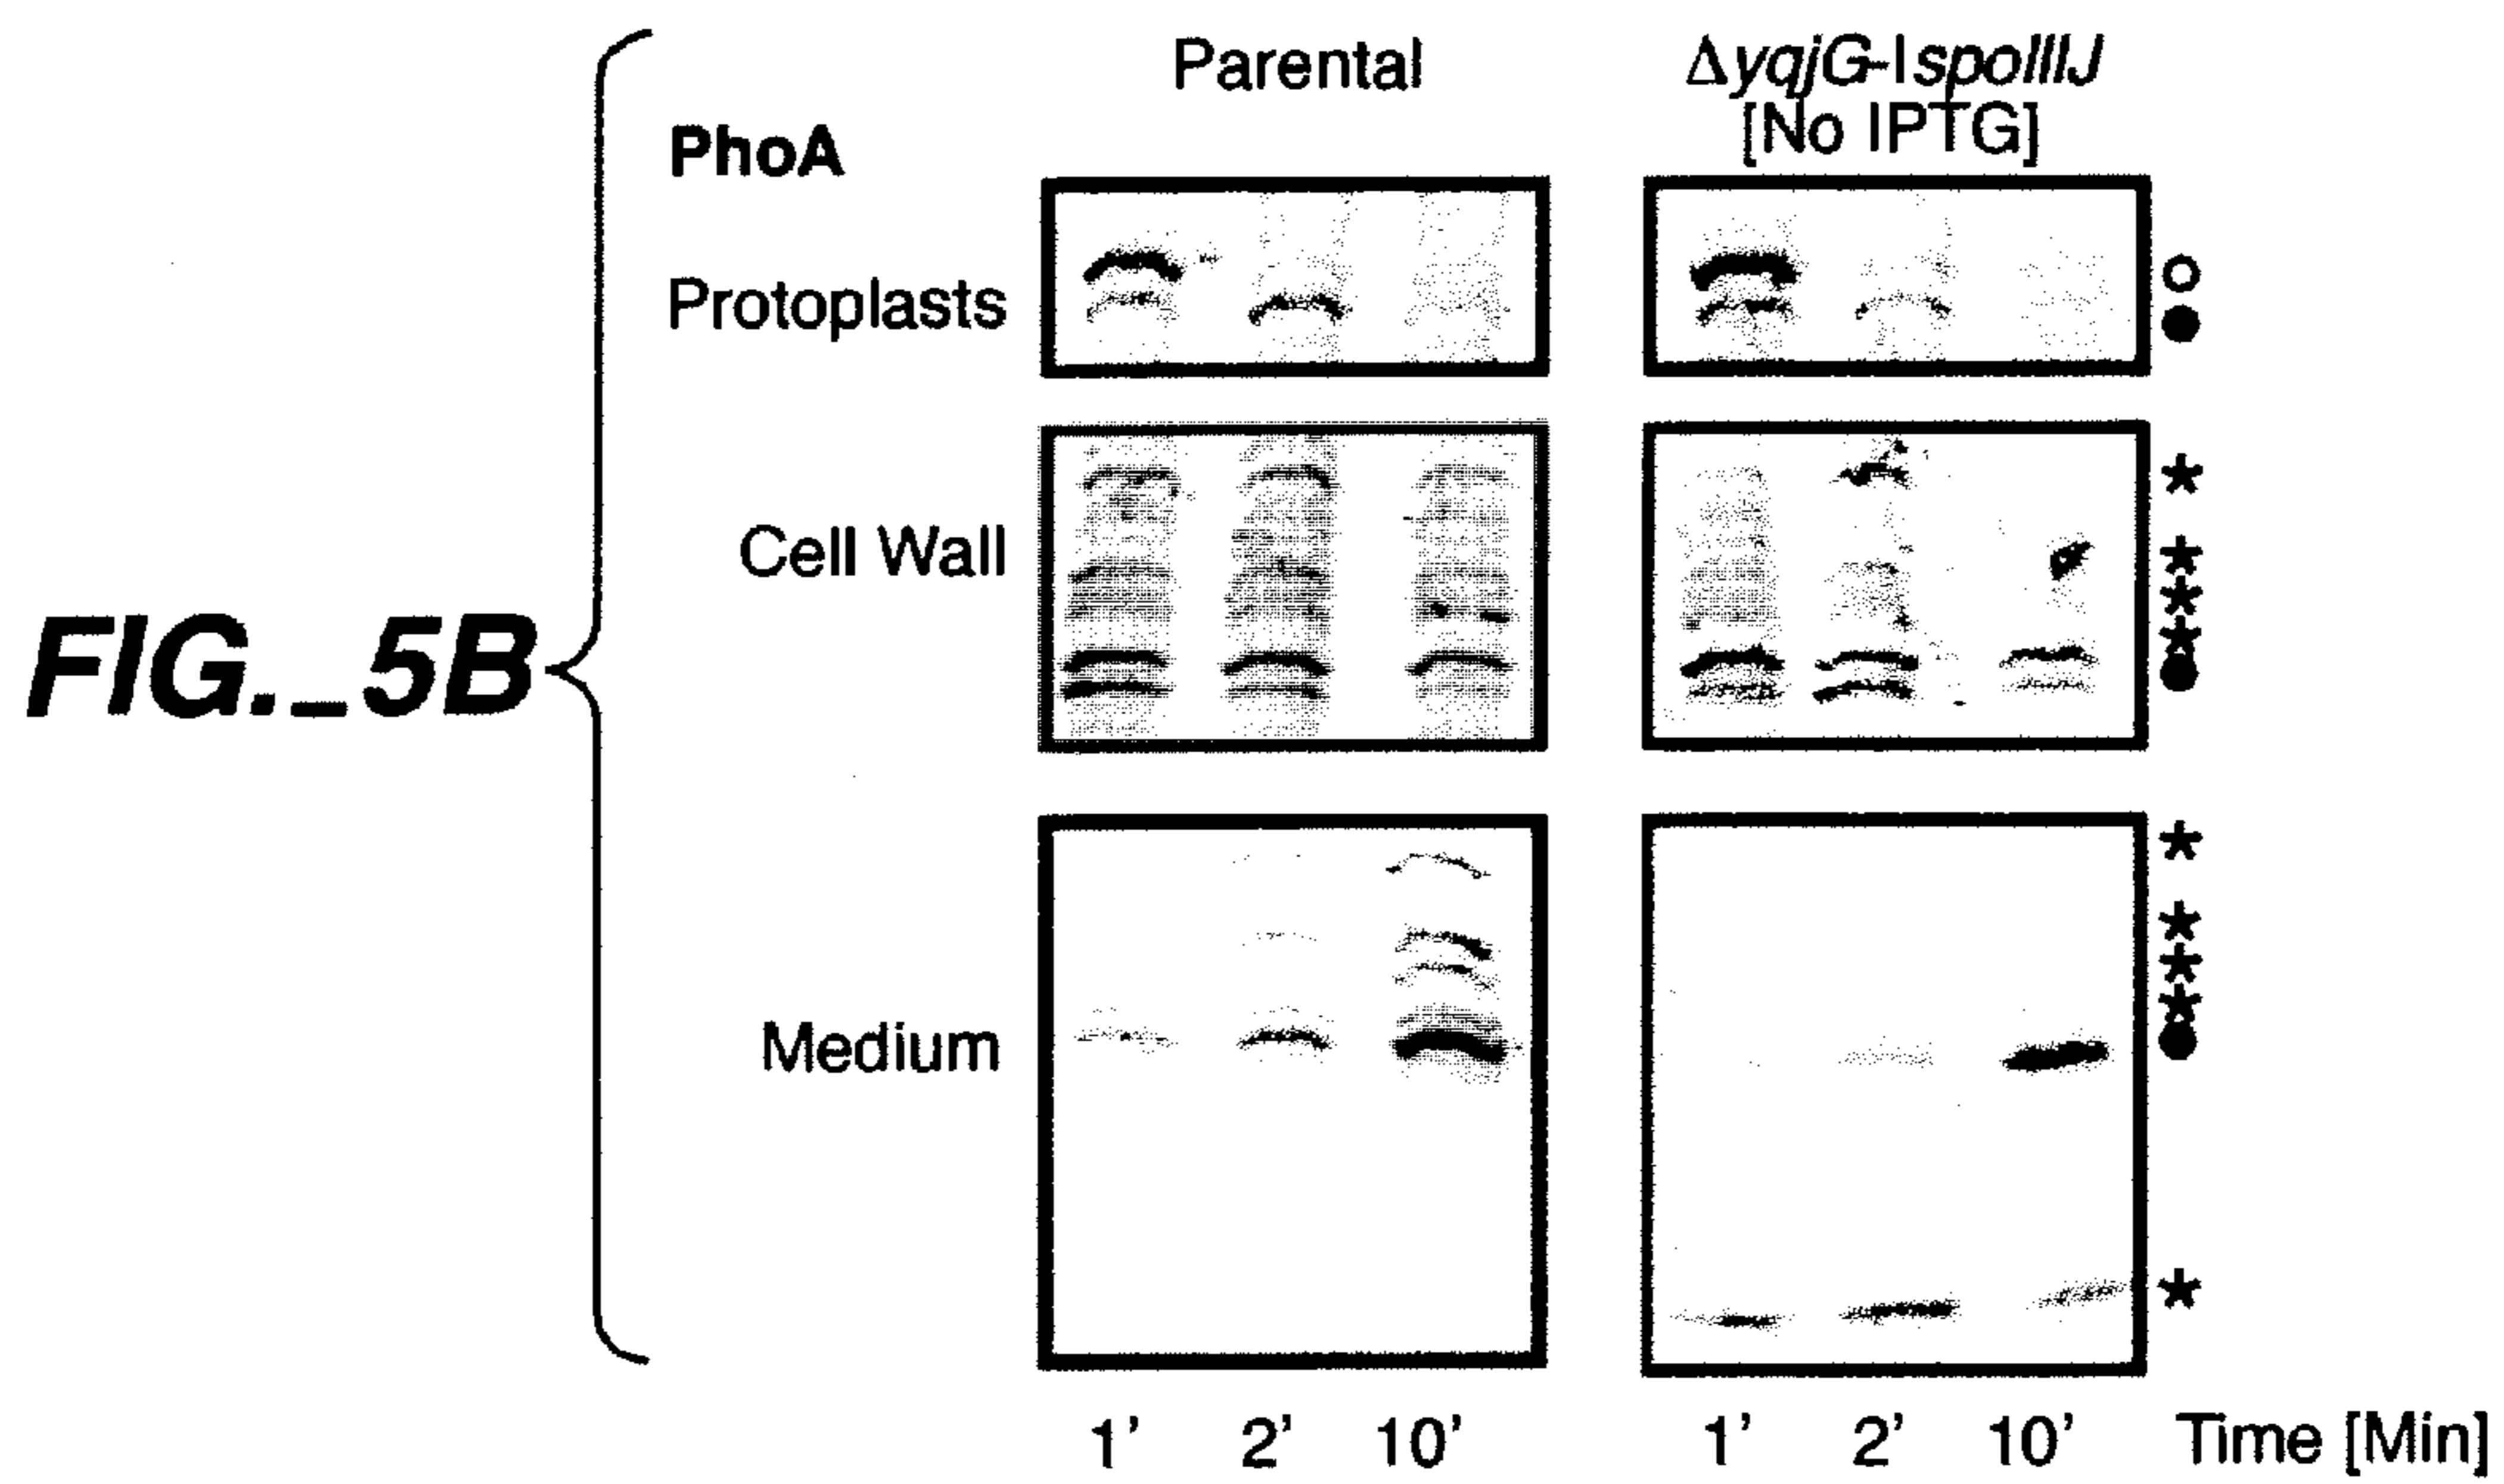 Parental
ΔyqjG-IspoIIIJ
[No IPTG]
PhoA
Protoplasts
Cell Wall
FIG._5B
Medium
1' 2' 10' 1' 2' 10' Time [Min]